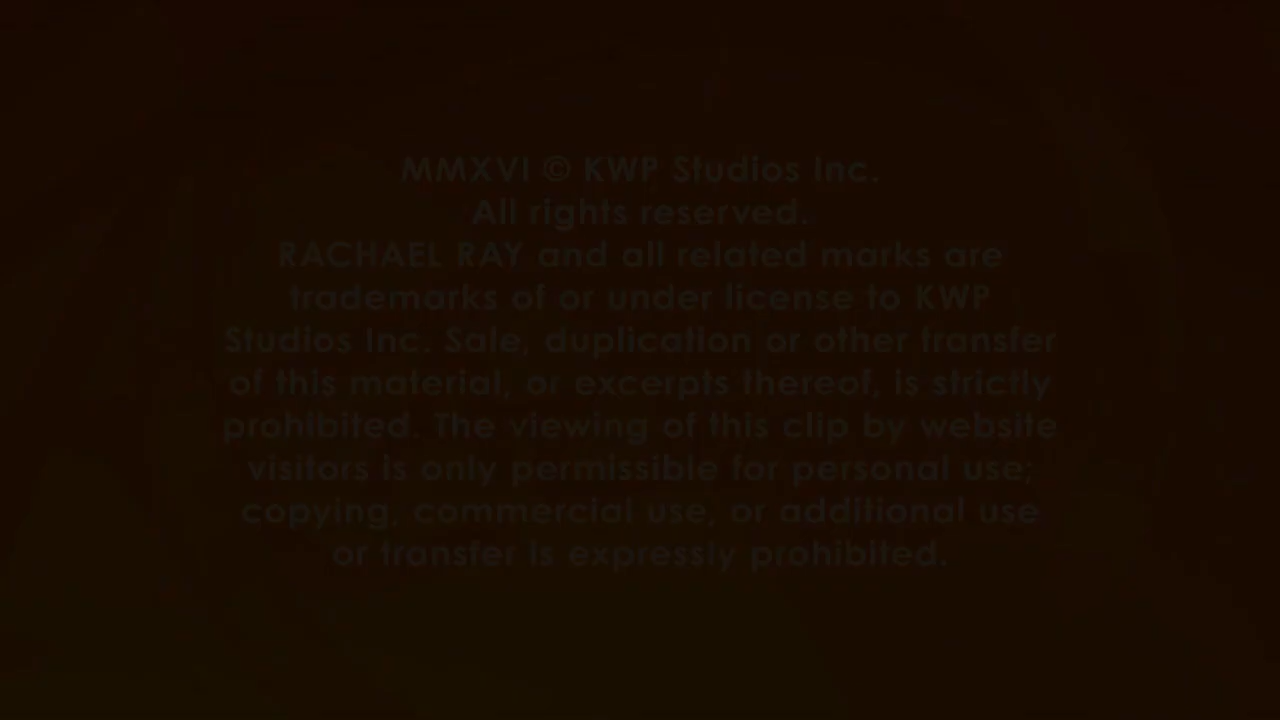 MMXVI © KWP Studios Inc.
All rights reserved.
RACHAEL RAY and all related marks are
trademarks of or under license to KWP
Studios Inc. Sale, duplication or other transfer
of this material, or excerpts thereof, is strictly
prohibited. The viewing of this clip by website
visitors is only permissible for personal use;
copying, commercial use, or additional use
or transfer is expressly prohibited.